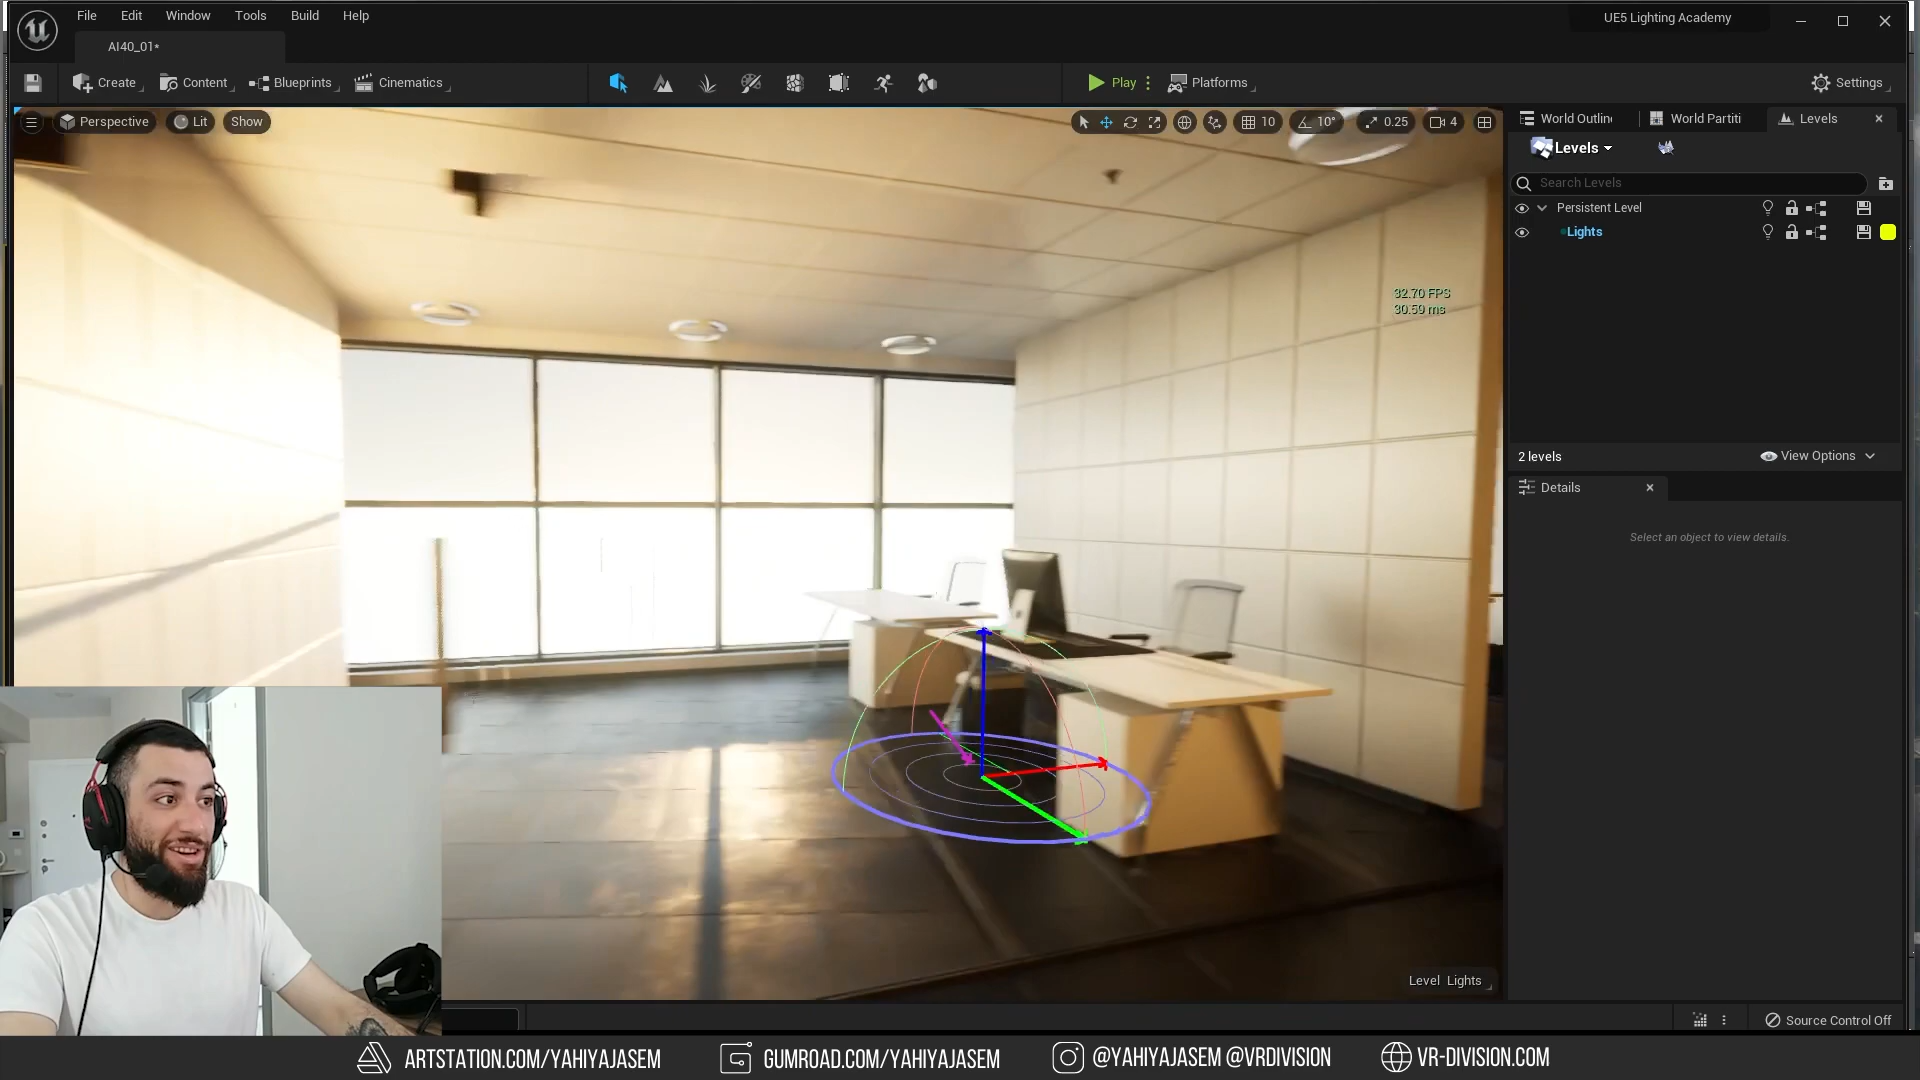 File Edit Window Tools Build Help
UE5 Lighting Academy
AI40_01*
Create Content Blueprints Cinematics
Play Platforms
Settings
Perspective Lit Show
10 10° 0.25 4
World Outlin World Partiti Levels
Levels
Search Levels
Persistent Level
Lights
32.70 FPS
30.59 ms
2 levels
View Options
Details
Select an object to view details.
Level Lights
Source Control Off
ARTSTATION.COM/YAHIYAJASEM
GUMROAD.COM/YAHIYAJASEM
@YAHIYAJASEM @VRDIVISION
VR-DIVISION.COM